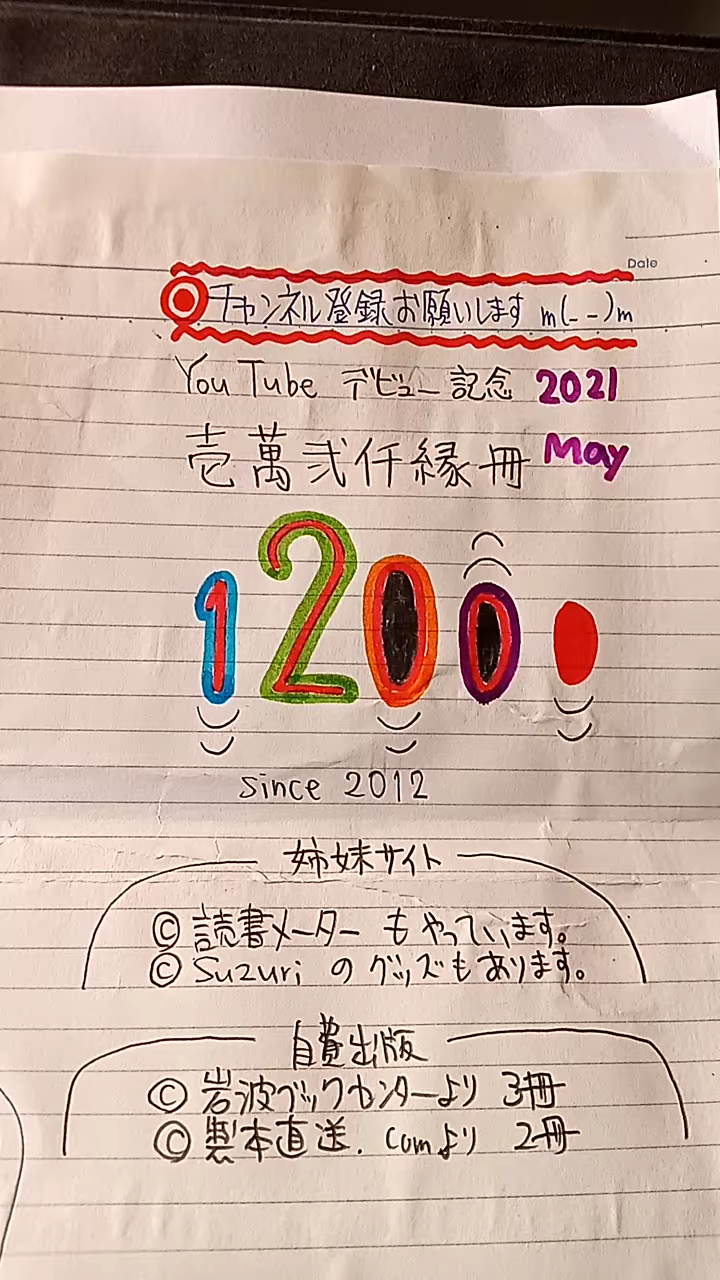 Date
チャンネル登録お願いします m(--)m
YouTube デビュー記念 2021
壱萬弐仟縁冊 May
1200
since 2012
姉妹サイト
© 読書メーター もやっています。
© Suzuri のグッズもあります。
自費出版
© 岩波ブックセンターより 3冊
© 製本直送.comより 2冊